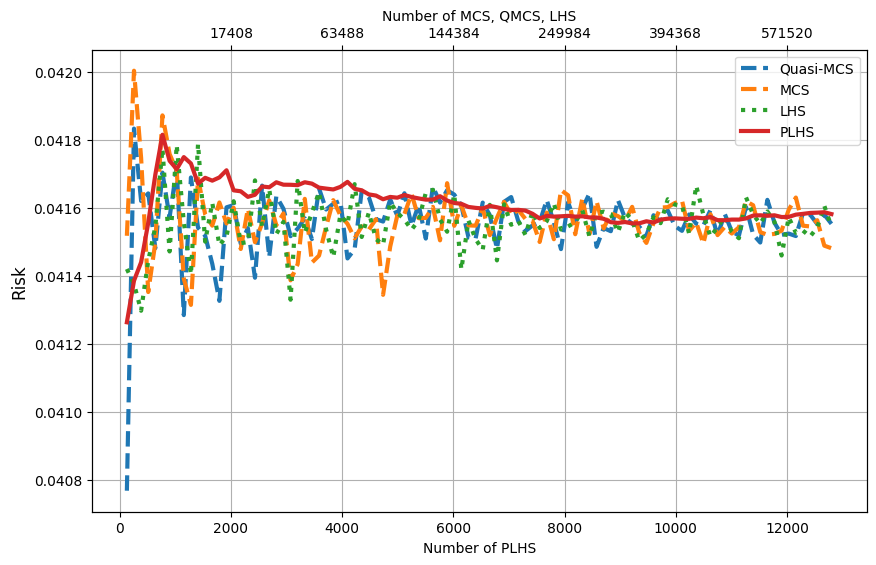 Number of MCS, QMCS, LHS
17408 63488 144384 249984 394368 571520
0.0420
0.0418
0.0416
0.0414
0.0412
0.0410
0.0408
Risk
Quasi-MCS
MCS
LHS
PLHS
0 2000 4000 6000 8000 10000 12000
Number of PLHS